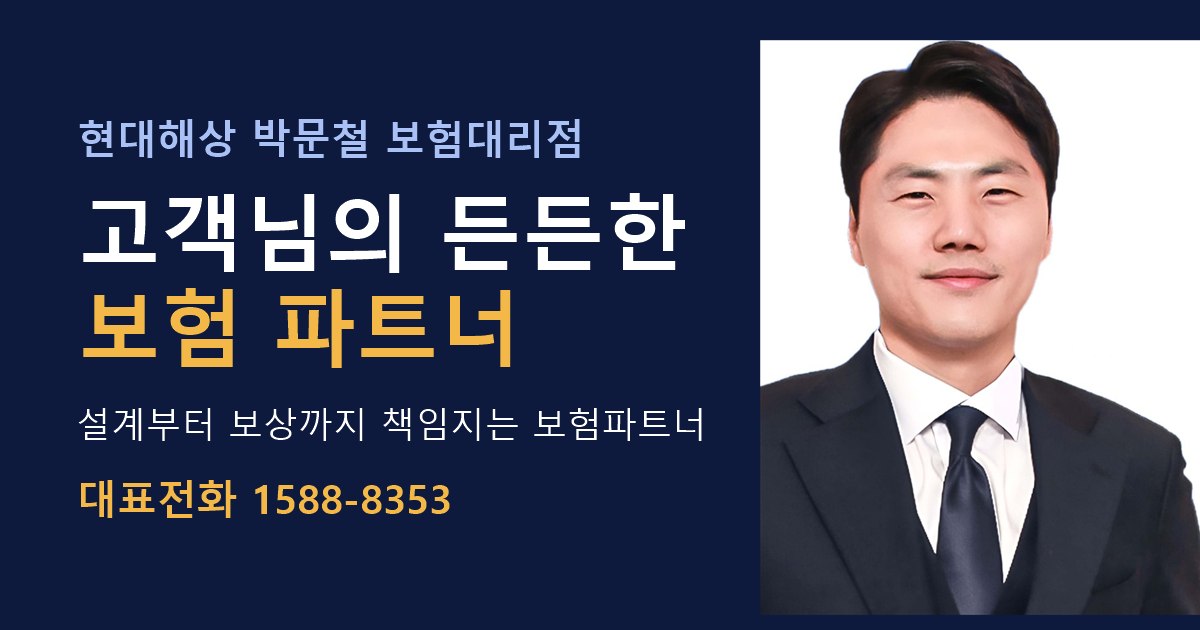 현대해상 박문철 보험대리점
고객님의 든든한
보험 파트너
설계부터 보상까지 책임지는 보험파트너
대표전화 1588-8353